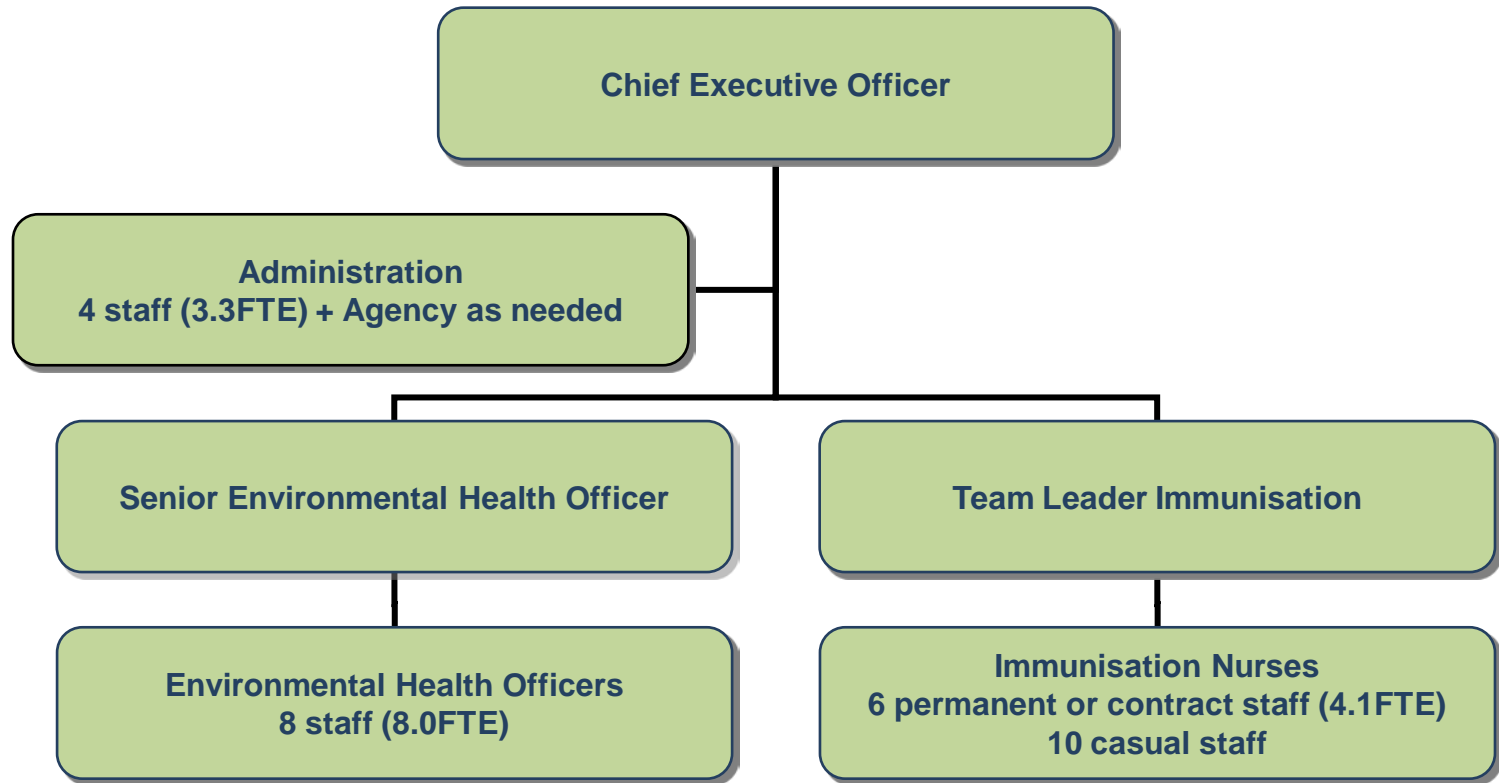 Chief Executive Officer
Administration
4 staff (3.3FTE) + Agency as needed
Senior Environmental Health Officer
Team Leader Immunisation
Environmental Health Officers
8 staff (8.0FTE)
Immunisation Nurses
6 permanent or contract staff (4.1FTE)
10 casual staff